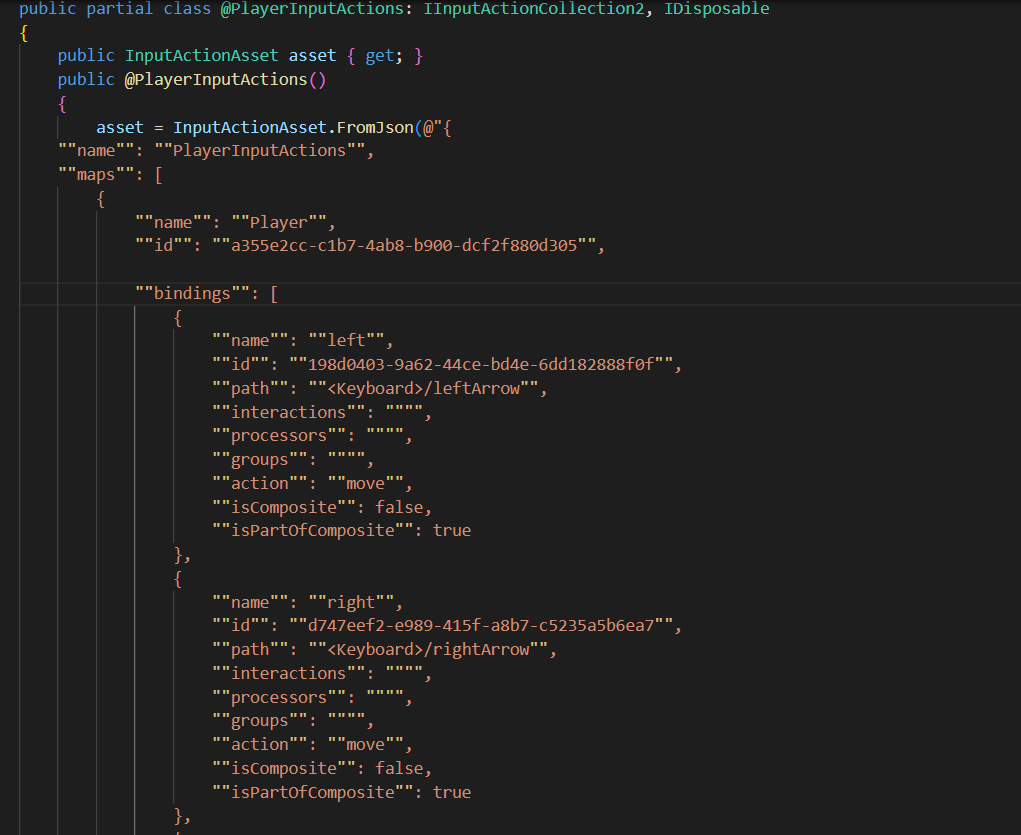 public partial class @PlayerInputActions: IInputActionCollection2, IDisposable
{
    public InputActionAsset asset { get; }
    public @PlayerInputActions()
    {
        asset = InputActionAsset.FromJson(@"{
    ""name"": ""PlayerInputActions"",
    ""maps"": [
        {
            ""name"": ""Player"",
            ""id"": ""a355e2cc-c1b7-4ab8-b900-dcf2f880d305"",
            ""bindings"": [
                {
                    ""name"": ""left"",
                    ""id"": ""198d0403-9a62-44ce-bd4e-6dd182888f0f"",
                    ""path"": ""<Keyboard>/leftArrow"",
                    ""interactions"": """",
                    ""processors"": """",
                    ""groups"": """",
                    ""action"": ""move"",
                    ""isComposite"": false,
                    ""isPartOfComposite"": true
                },
                {
                    ""name"": ""right"",
                    ""id"": ""d747eef2-e989-415f-a8b7-c5235a5b6ea7"",
                    ""path"": ""<Keyboard>/rightArrow"",
                    ""interactions"": """",
                    ""processors"": """",
                    ""groups"": """",
                    ""action"": ""move"",
                    ""isComposite"": false,
                    ""isPartOfComposite"": true
                },